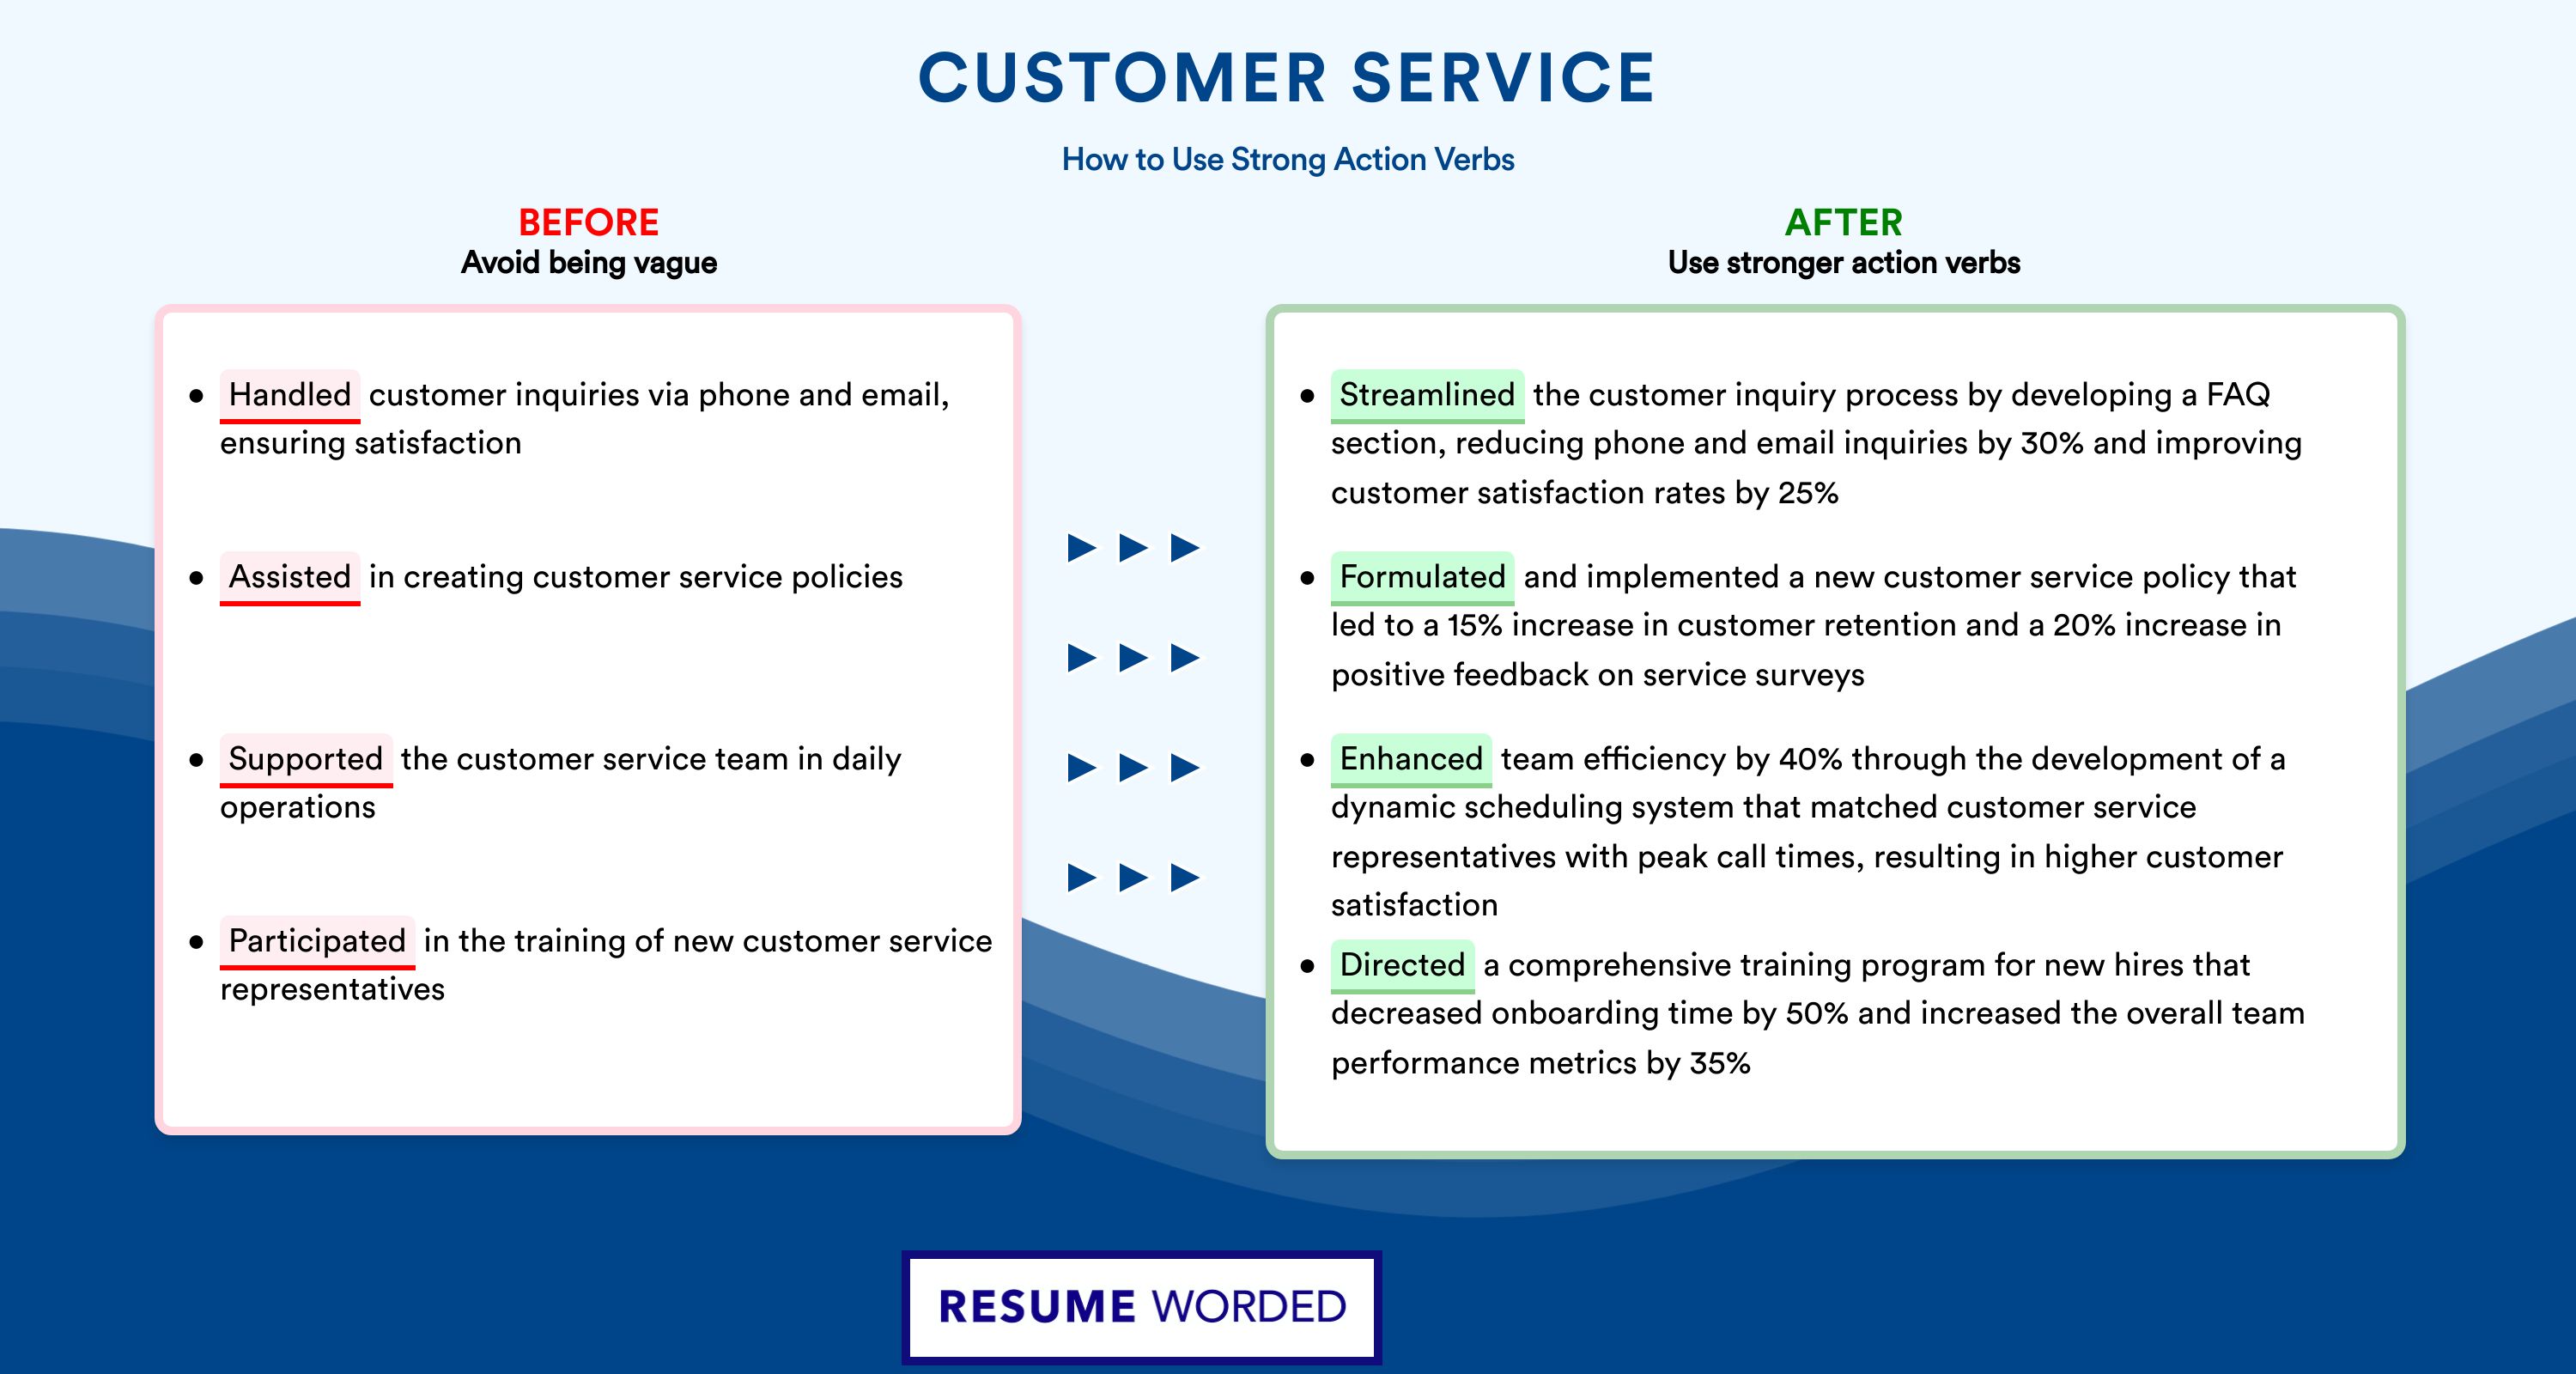 CUSTOMER SERVICE
How to Use Strong Action Verbs
BEFORE
Avoid being vague
• Handled customer inquiries via phone and email,
ensuring satisfaction
• Assisted in creating customer service policies
• Supported the customer service team in daily
operations
• Participated in the training of new customer service
representatives
AFTER
Use stronger action verbs
• Streamlined the customer inquiry process by developing a FAQ
section, reducing phone and email inquiries by 30% and improving
customer satisfaction rates by 25%
• Formulated and implemented a new customer service policy that
led to a 15% increase in customer retention and a 20% increase in
positive feedback on service surveys
• Enhanced team efficiency by 40% through the development of a
dynamic scheduling system that matched customer service
representatives with peak call times, resulting in higher customer
satisfaction
• Directed a comprehensive training program for new hires that
decreased onboarding time by 50% and increased the overall team
performance metrics by 35%
RESUME WORDED